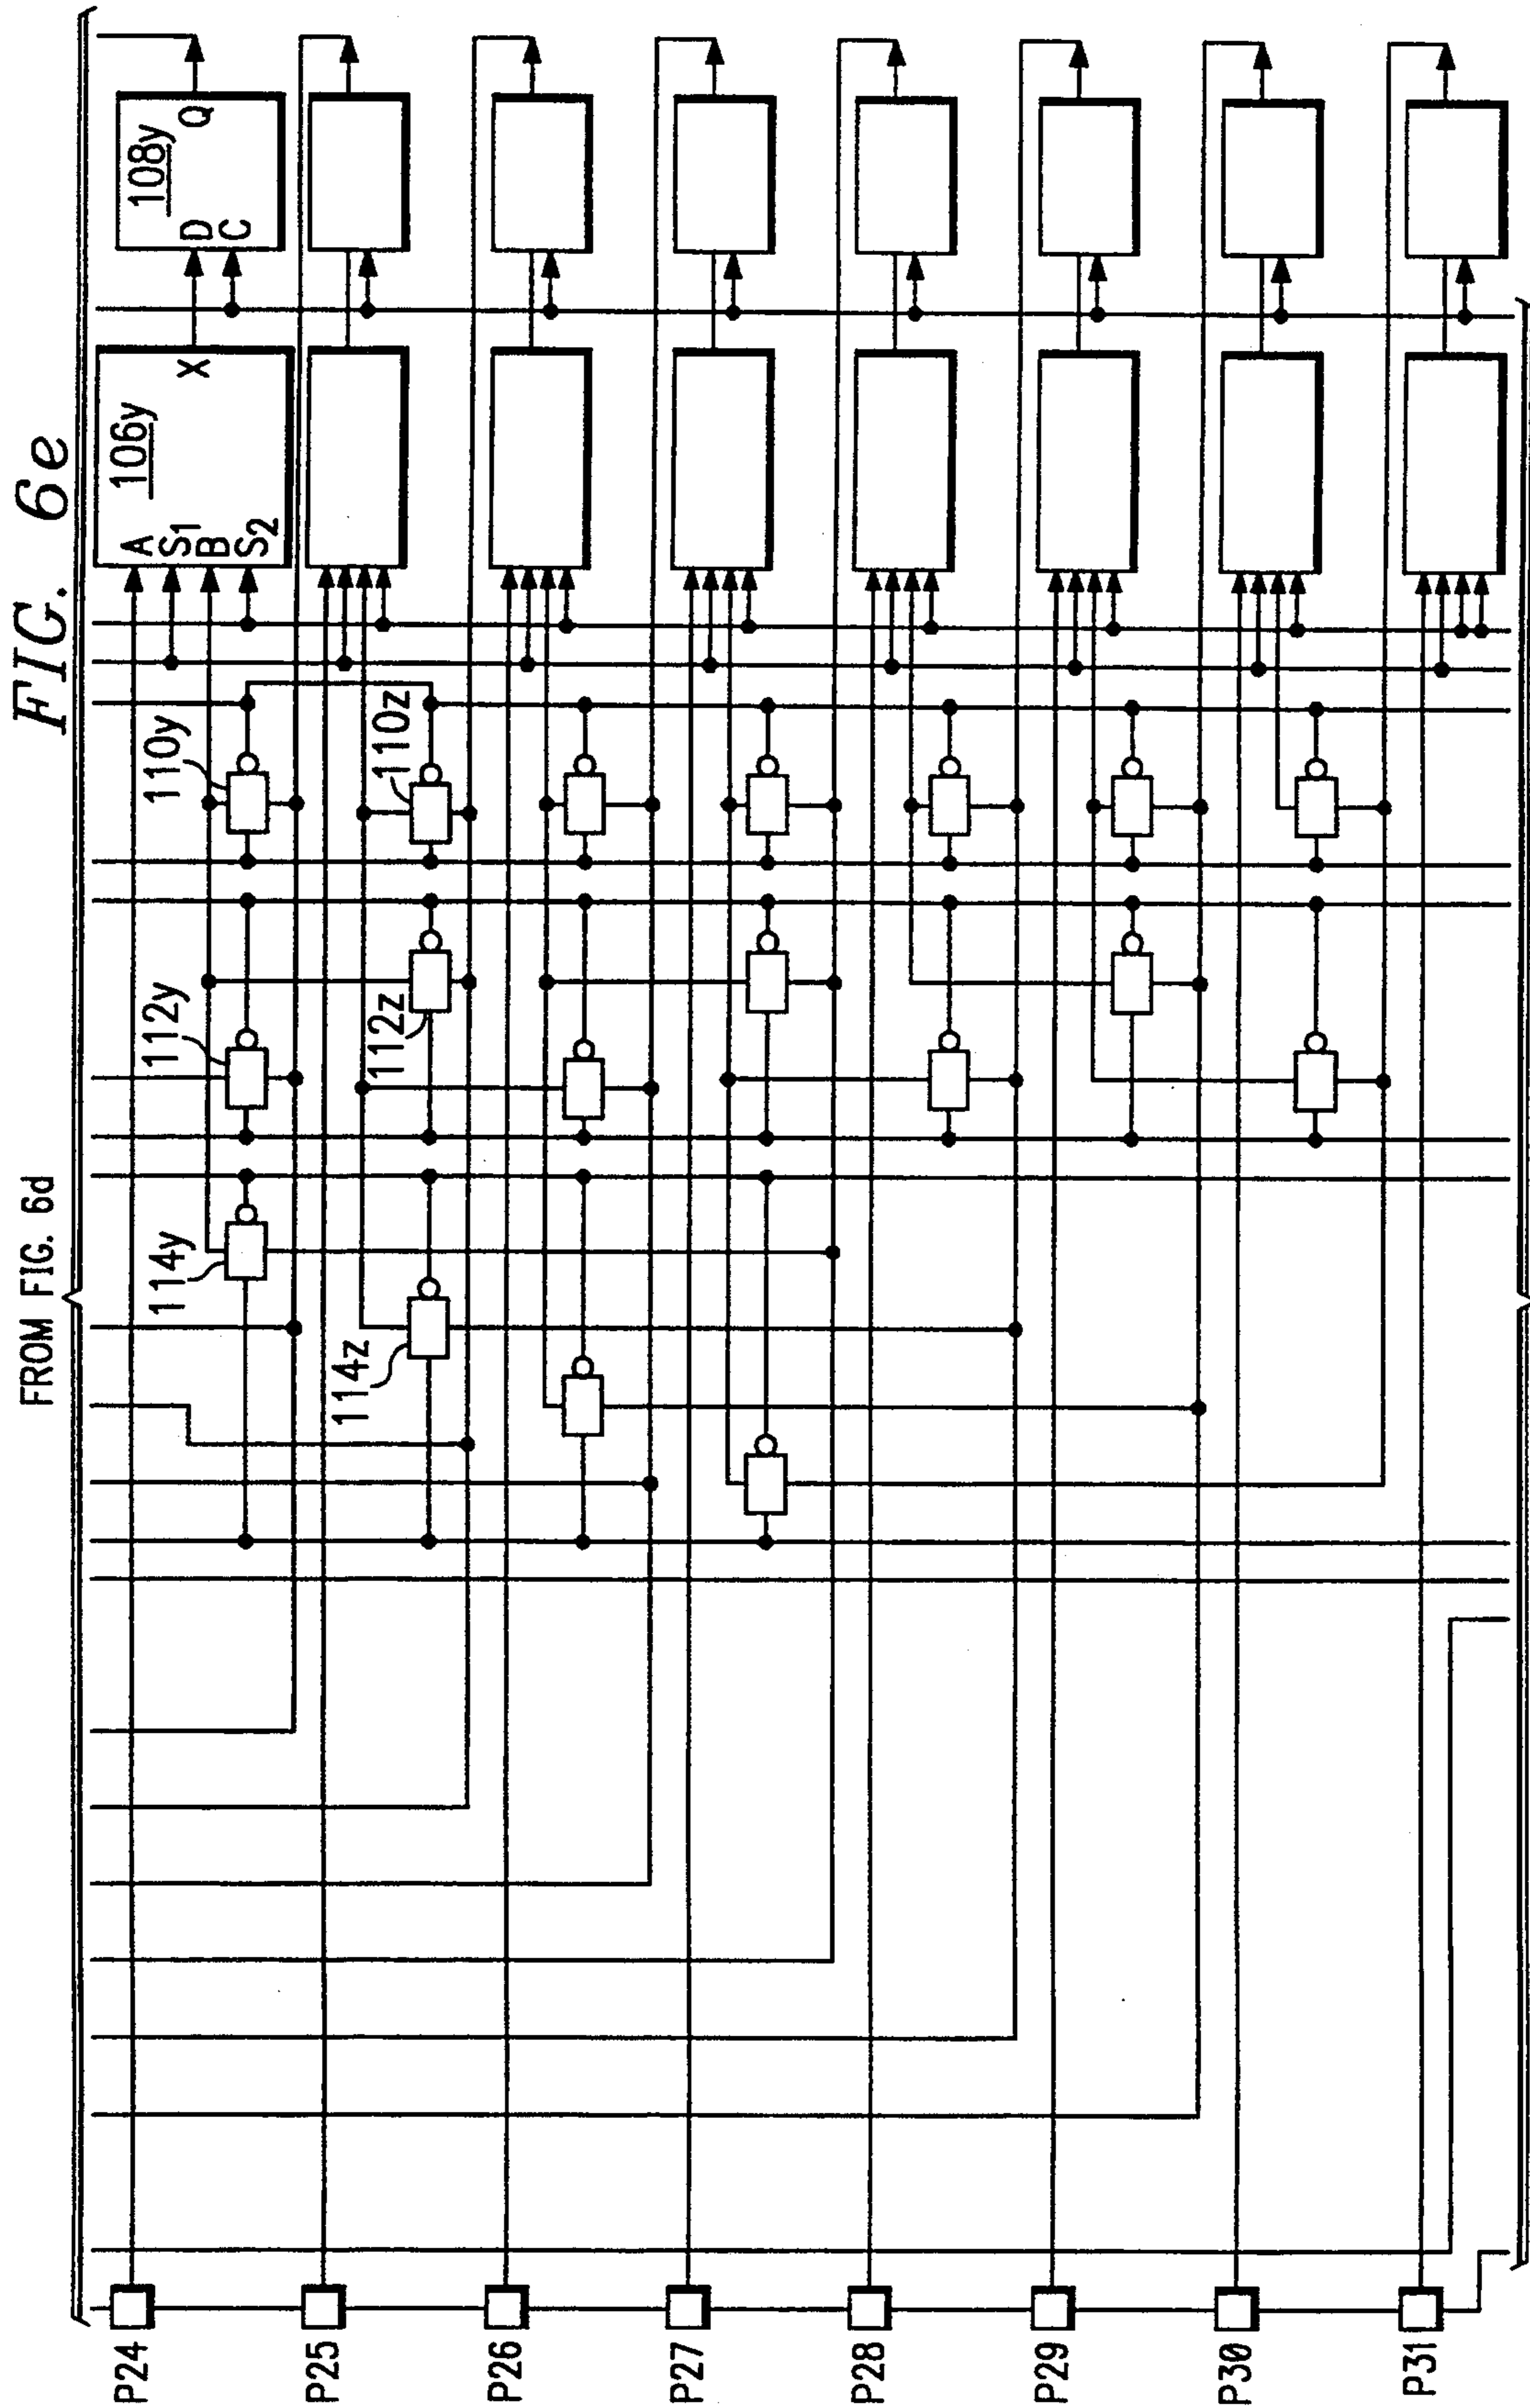 FIG. 6e
FROM FIG. 6d
108y
Q
D
C
106y
X
A
S1
B
S2
110y
110z
112y
112z
114y
114z
P24
P25
P26
P27
P28
P29
P30
P31